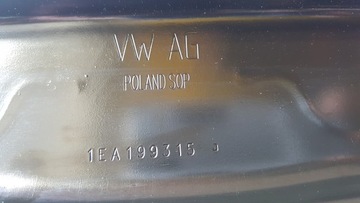 VW AG
POLAND SOP
1EA199315 J